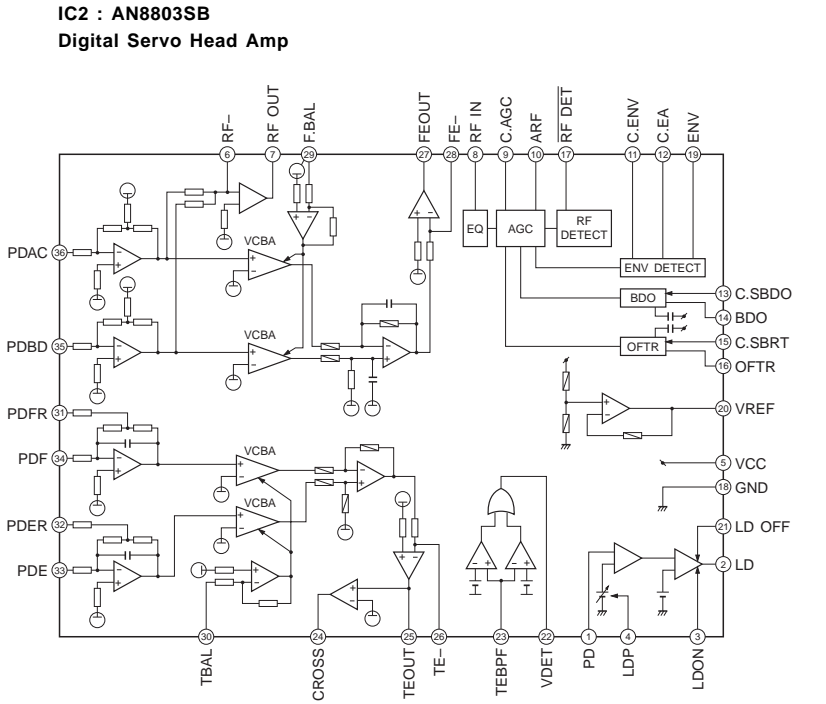 IC2 : AN8803SB
Digital Servo Head Amp
RF–
RF OUT
F.BAL
FEOUT
FE–
RF IN
C.AGC
ARF
RF DET
C.ENV
C.EA
ENV
6
7
29
27
28
8
9
10
17
11
12
19
PDAC
36
VCBA
EQ
AGC
RF
DETECT
ENV DETECT
BDO
13
C.SBDO
14
BDO
PDBD
35
VCBA
OFTR
15
C.SBRT
16
OFTR
PDFR
31
20
VREF
PDF
34
VCBA
5
VCC
18
GND
VCBA
PDER
32
21
LD OFF
PDE
33
2
LD
30
24
25
26
23
22
1
4
3
TBAL
CROSS
TEOUT
TE–
TEBPF
VDET
PD
LDP
LDON